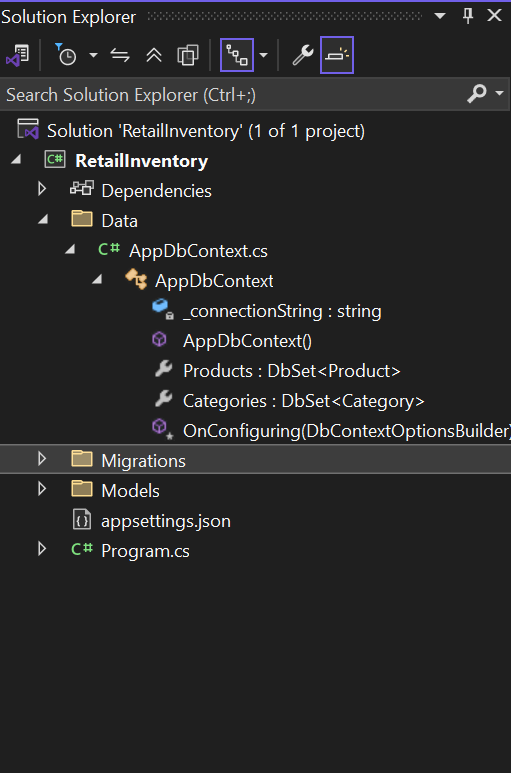 Solution Explorer
Search Solution Explorer (Ctrl+;)
Solution 'RetailInventory' (1 of 1 project)
C# RetailInventory
Dependencies
Data
C# AppDbContext.cs
AppDbContext
_connectionString : string
AppDbContext()
Products : DbSet<Product>
Categories : DbSet<Category>
OnConfiguring(DbContextOptionsBuilder)
Migrations
Models
appsettings.json
C# Program.cs